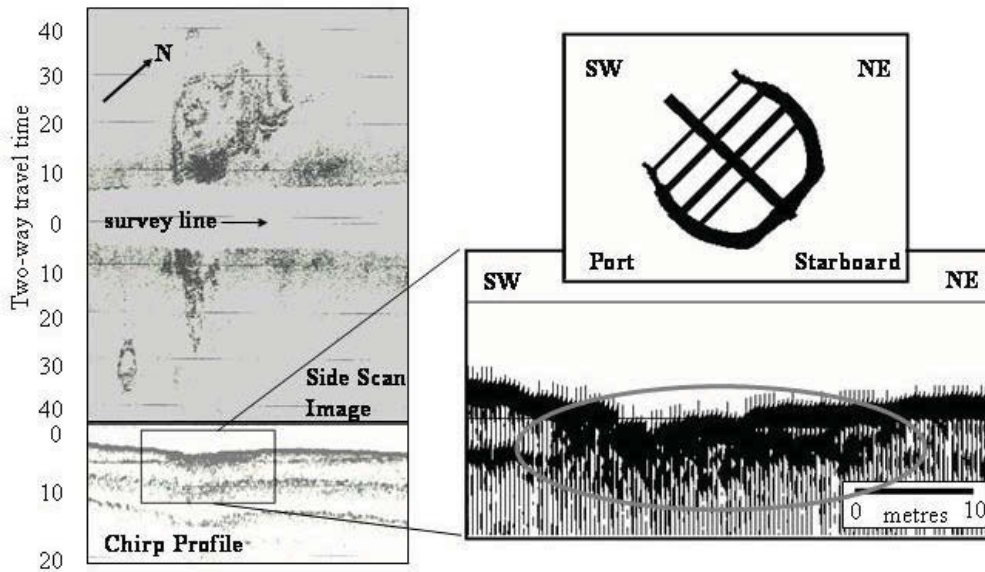 40
30
20
10
0
10
20
30
40
0
10
20
Two-way travel time
N
survey line
Side Scan
Image
Chirp Profile
SW NE
Port Starboard
SW NE
0 10
metres